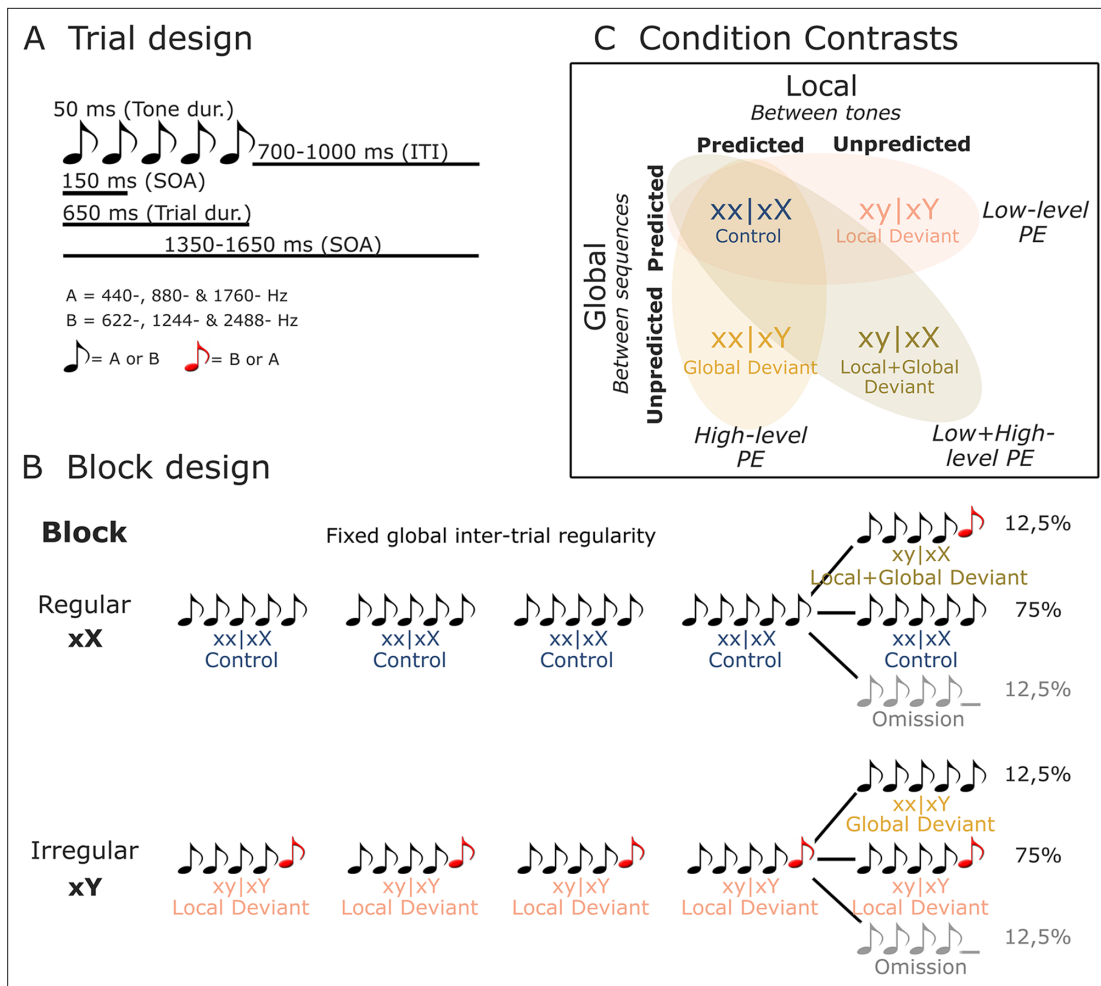 A Trial design
50 ms (Tone dur.)
700-1000 ms (ITI)
150 ms (SOA)
650 ms (Trial dur.)
1350-1650 ms (SOA)
A = 440-, 880- & 1760- Hz
B = 622-, 1244- & 2488- Hz
= A or B = B or A
C Condition Contrasts
Local
Between tones
Predicted Unpredicted
Global
Between sequences
Predicted
Unpredicted
xx|xX
Control
xy|xY
Local Deviant
Low-level
PE
xx|xY
Global Deviant
xy|xX
Local+Global
Deviant
High-level
PE
Low+High-
level PE
B Block design
Block
Fixed global inter-trial regularity
Regular
xX
xx|xX
Control
xx|xX
Control
xx|xX
Control
xx|xX
Control
12,5%
xy|xX
Local+Global Deviant
75%
xx|xX
Control
12,5%
Omission
Irregular
xY
xy|xY
Local Deviant
xy|xY
Local Deviant
xy|xY
Local Deviant
xy|xY
Local Deviant
12,5%
xx|xY
Global Deviant
75%
xy|xY
Local Deviant
12,5%
Omission